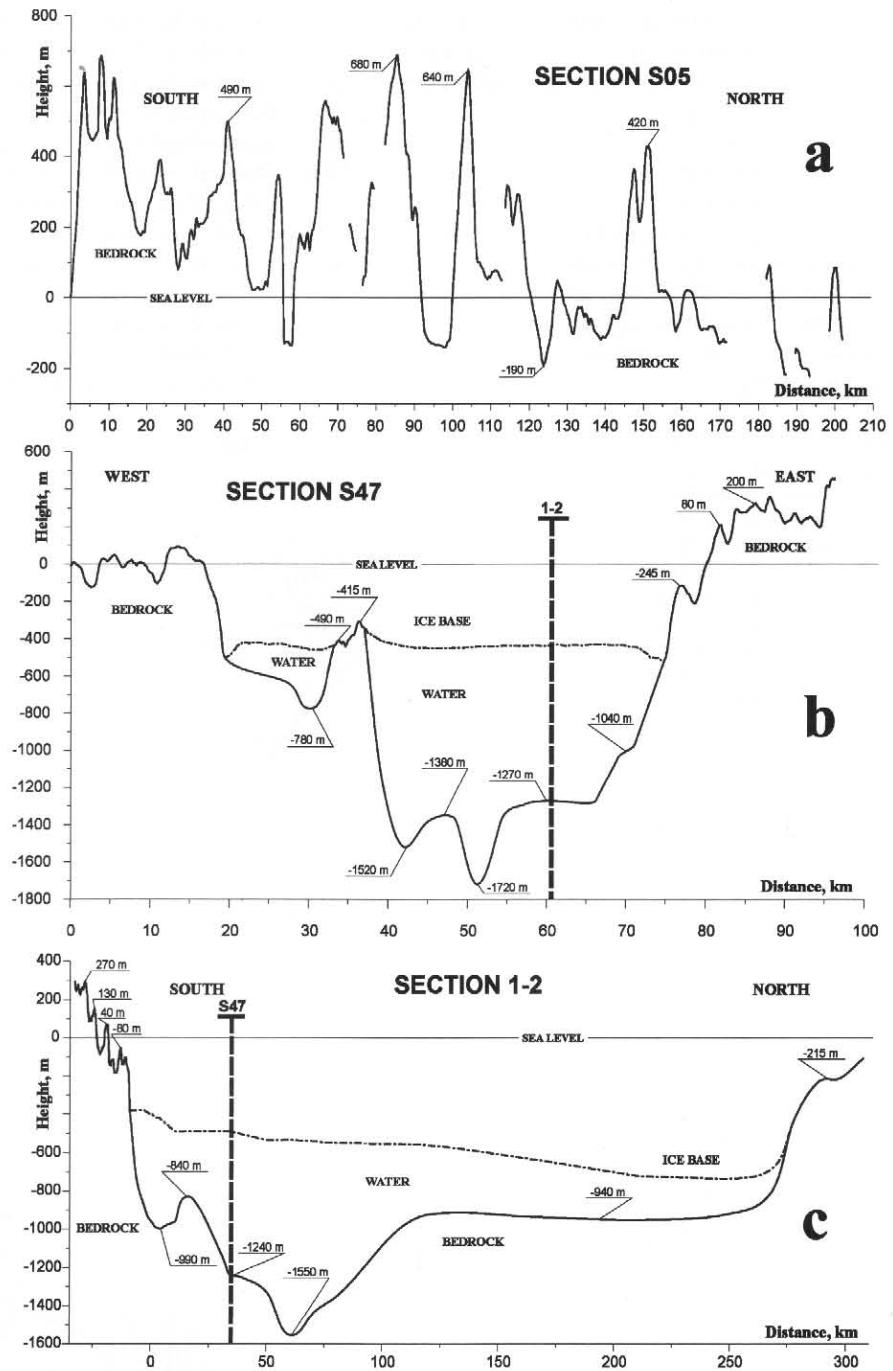 800
600
400
200
0
-200
Height, m
SECTION S05
SOUTH
NORTH
a
490 m
680 m
640 m
420 m
-190 m
BEDROCK
SEA LEVEL
BEDROCK
Distance, km
0 10 20 30 40 50 60 70 80 90 100 110 120 130 140 150 160 170 180 190 200 210
600
400
200
0
-200
-400
-600
-800
-1000
-1200
-1400
-1600
-1800
Height, m
WEST
SECTION S47
EAST
1-2
200 m
80 m
BEDROCK
SEA LEVEL
BEDROCK
-245 m
-415 m
-490 m
ICE BASE
WATER
WATER
b
-780 m
-1040 m
-1380 m
-1270 m
-1520 m
-1720 m
Distance, km
0 10 20 30 40 50 60 70 80 90 100
400
200
0
-600
-800
-1000
-1200
-1400
-1600
Height, m
270 m
130 m
40 m
-80 m
SOUTH
SECTION 1-2
NORTH
S47
SEA LEVEL
-215 m
ICE BASE
-840 m
WATER
-940 m
BEDROCK
BEDROCK
c
-990 m
-1240 m
-1550 m
Distance, km
0 50 100 150 200 250 300